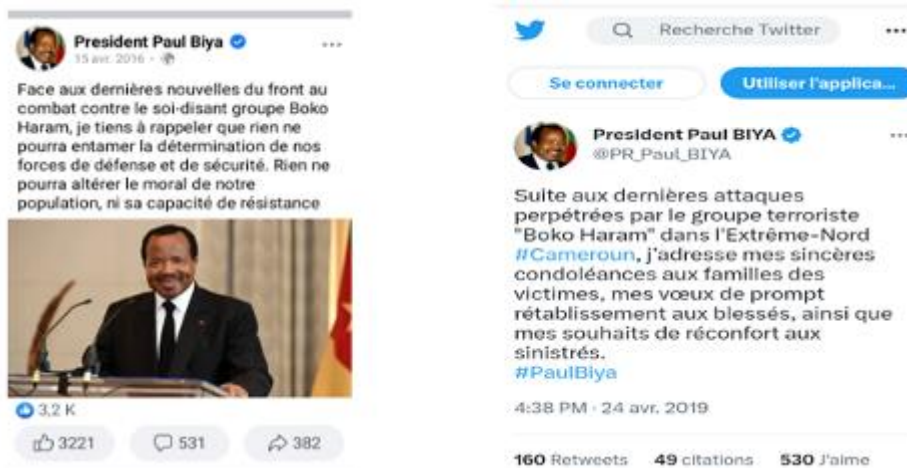 President Paul Biya
15 avr. 2016 ·
Face aux dernières nouvelles du front au
combat contre le soi-disant groupe Boko
Haram, je tiens à rappeler que rien ne
pourra entamer la détermination de nos
forces de défense et de sécurité. Rien ne
pourra altérer le moral de notre
population, ni sa capacité de résistance
3,2 K
3221
531
382
Recherche Twitter
Se connecter
Utiliser l'applica...
President Paul BIYA
@PR_Paul_BIYA
Suite aux dernières attaques
perpétrées par le groupe terroriste
"Boko Haram" dans l'Extrême-Nord
#Cameroun, j'adresse mes sincères
condoléances aux familles des
victimes, mes vœux de prompt
rétablissement aux blessés, ainsi que
mes souhaits de réconfort aux
sinistrés.
#PaulBiya
4:38 PM · 24 avr. 2019
160 Retweets 49 citations 530 J'aime